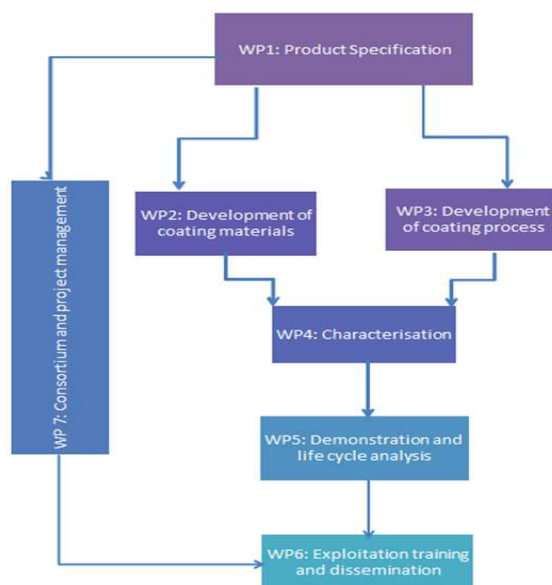 WP1: Product Specification
WP2: Development of
coating materials
WP3: Development
of coating process
WP 7: Consortium and project management
WP4: Characterisation
WP5: Demonstration and
life cycle analysis
WP6: Exploitation training
and dissemination